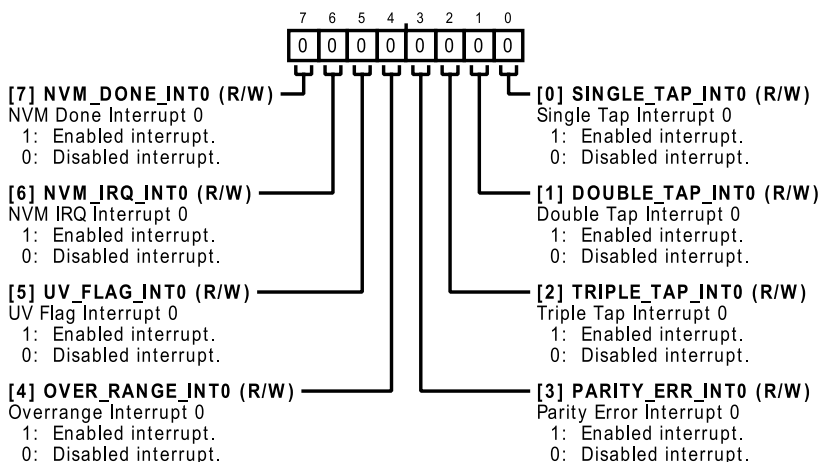 7 6 5 4 3 2 1 0
0 0 0 0 0 0 0 0
[7] NVM_DONE_INT0 (R/W)
NVM Done Interrupt 0
1: Enabled interrupt.
0: Disabled interrupt.
[6] NVM_IRQ_INT0 (R/W)
NVM IRQ Interrupt 0
1: Enabled interrupt.
0: Disabled interrupt.
[5] UV_FLAG_INT0 (R/W)
UV Flag Interrupt 0
1: Enabled interrupt.
0: Disabled interrupt.
[4] OVER_RANGE_INT0 (R/W)
Overrange Interrupt 0
1: Enabled interrupt.
0: Disabled interrupt.
[0] SINGLE_TAP_INT0 (R/W)
Single Tap Interrupt 0
1: Enabled interrupt.
0: Disabled interrupt.
[1] DOUBLE_TAP_INT0 (R/W)
Double Tap Interrupt 0
1: Enabled interrupt.
0: Disabled interrupt.
[2] TRIPLE_TAP_INT0 (R/W)
Triple Tap Interrupt 0
1: Enabled interrupt.
0: Disabled interrupt.
[3] PARITY_ERR_INT0 (R/W)
Parity Error Interrupt 0
1: Enabled interrupt.
0: Disabled interrupt.